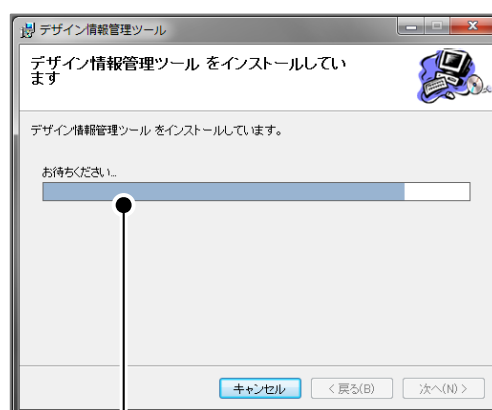 デザイン情報管理ツール
デザイン情報管理ツール をインストールしてい
ます
デザイン情報管理ツール をインストールしています。
お待ちください...
キャンセル
< 戻る(B)
次へ(N) >